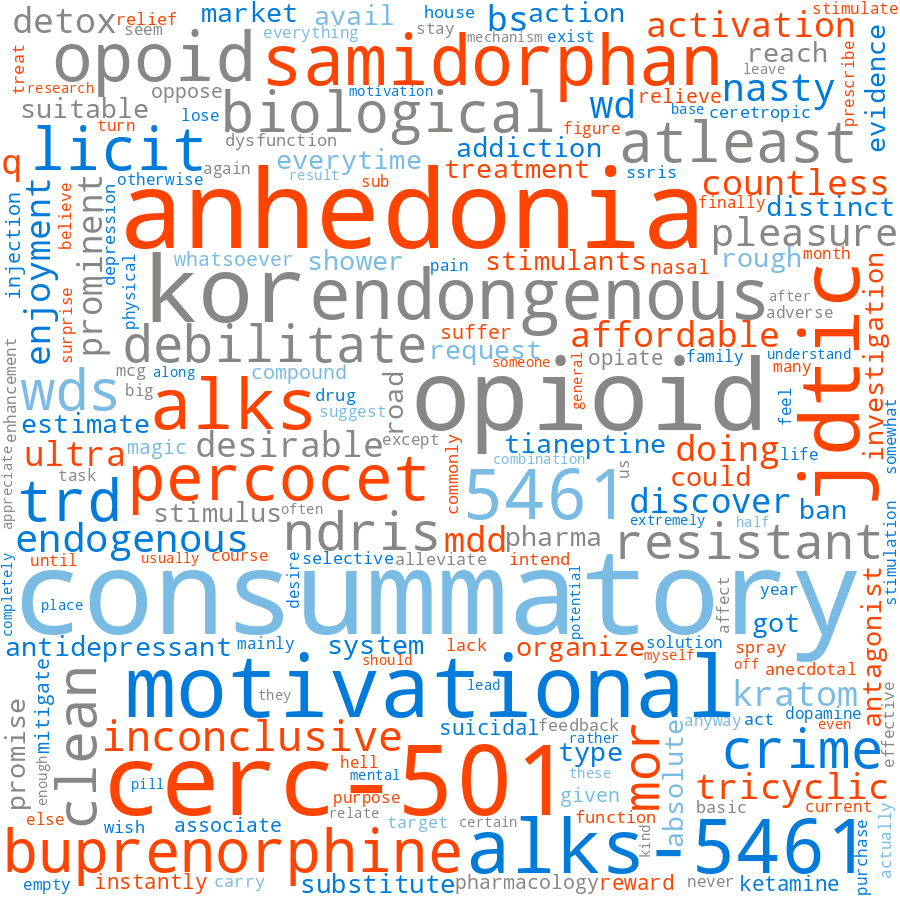 detox relief market avail house bs action activation stimulate
seem everything stay mechanism exist
treat opoid samidorphan reach evidence prescribe
research oppose motivation leave nasty
suitable lose biological wd relieve base ceretropic
turn dysfunction figure atleast
q licit again everytime addiction
otherwise result sub treatment ssris countless
injection enjoyment believe prominent depression anhedonia finally distinct
pleasure
whatsoever shower pain stimulants nasal rough month
physical kor endongenous after adverse
surprise debilitate suffer request affordable jdtic investigation
mcg along compound someone opiate family understand
appreciate enhancement big drug road general many feel
wds alks suggest opioid somewhat
estimate
ultra magic desirable except tianeptine doing life
task percocet commonly combination us could
trd stimulus often 5461 discover ban
endogenous ndris mdd pharma extremely half resistant
until usually course desire selective alleviate intend stimulation
completely place consummatory potential affect year
got
antidepressant mainly system lack organize solution spray antagonist
should myself off anecdotal
motivational lead kratom
clean they dopamine
promise mitigate suicidal feedback anyway act even effective
inconclusive hell rather type mor absolute crime
enough pill cerc-501 mental these tricyclic
purpose given basic current
else relate function
wish associate target certain kind alks-5461 purchase actually
buprenorphine
empty instantly carry substitute pharmacology reward never ketamine